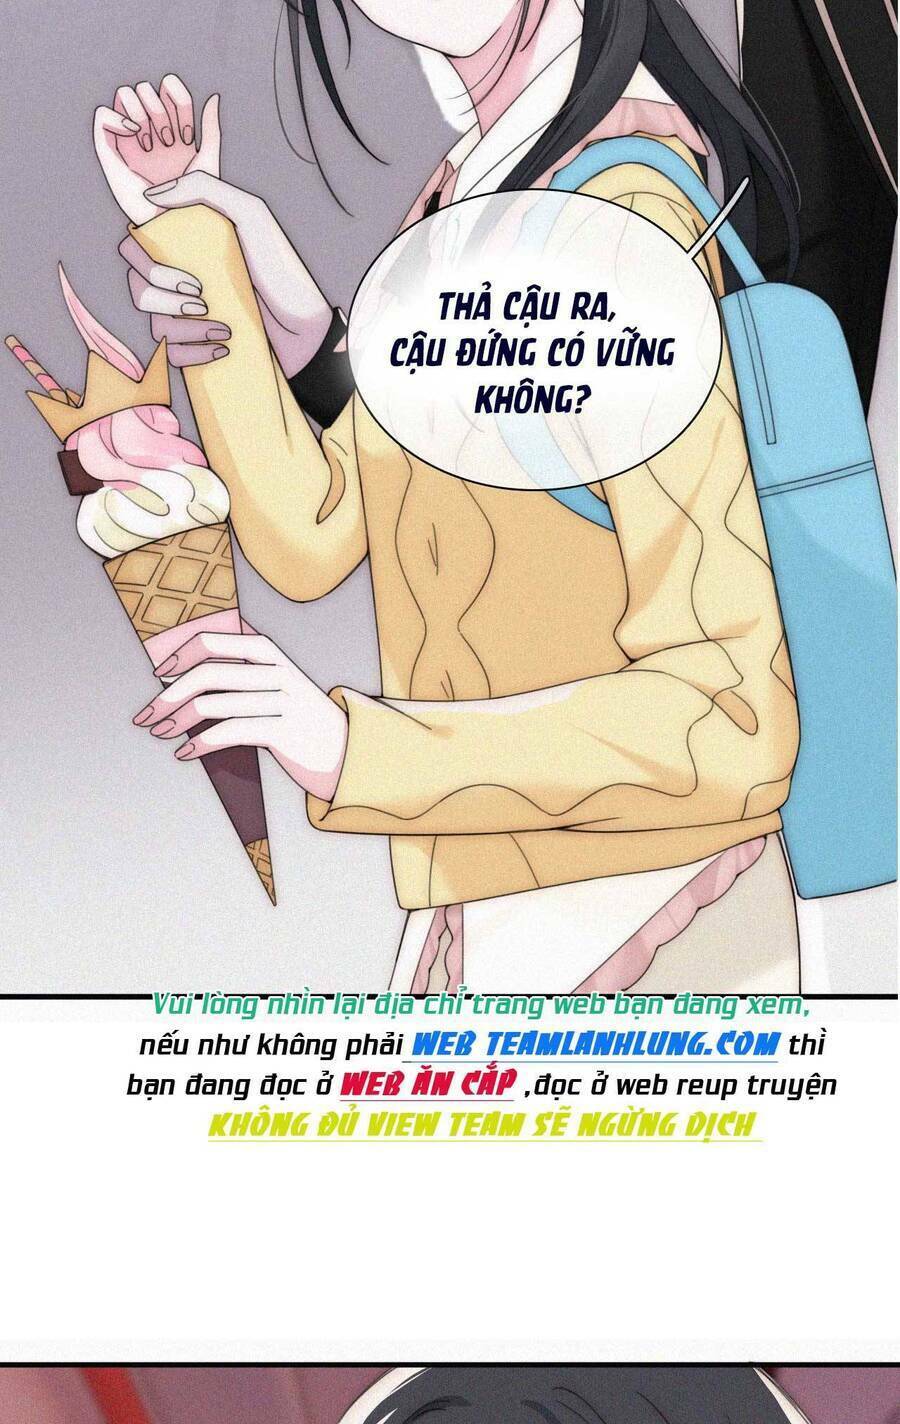 THẢ CẬU RA,
CẬU ĐỨNG CÓ VỮNG
KHÔNG?
Vui lòng nhìn lại địa chỉ trang web bạn đang xem,
nếu như không phải WEB TEAMLANHLUNG.COM thì
bạn đang đọc ở WEB ĂN CẮP ,đọc ở web reup truyện
KHÔNG ĐỦ VIEW TEAM SẼ NGỪNG DỊCH